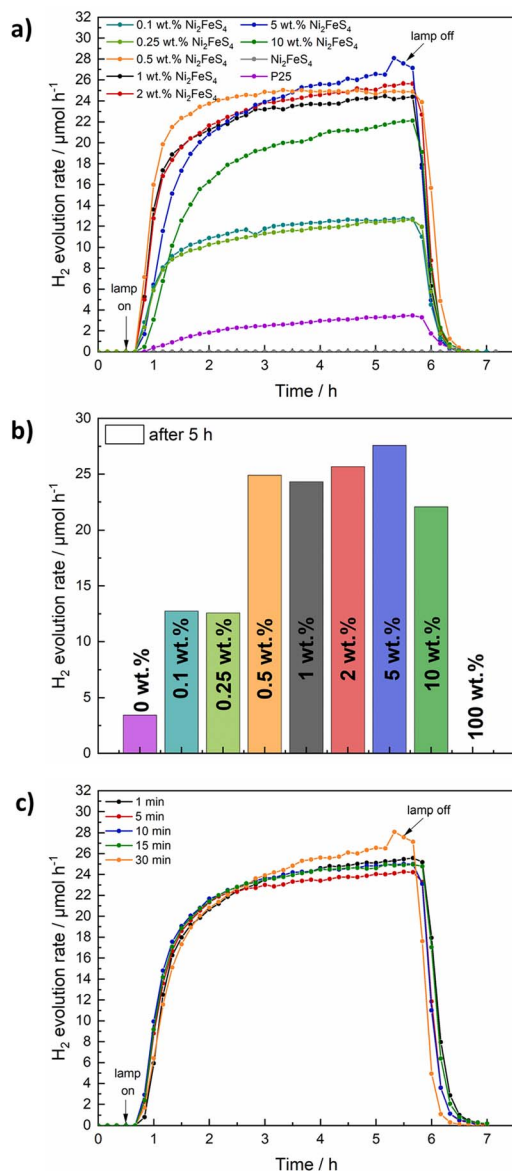 a)
0.1 wt.% Ni₂FeS₄
5 wt.% Ni₂FeS₄
0.25 wt.% Ni₂FeS₄
10 wt.% Ni₂FeS₄
0.5 wt.% Ni₂FeS₄
Ni₂FeS₄
1 wt.% Ni₂FeS₄
P25
2 wt.% Ni₂FeS₄
lamp off
lamp
on
H₂ evolution rate / µmol h⁻¹
32
30
28
26
24
22
20
18
16
14
12
10
8
6
4
2
0
0 1 2 3 4 5 6 7
Time / h
b)
after 5 h
H₂ evolution rate / µmol h⁻¹
30
25
20
15
10
5
0
0 wt.%
0.1 wt.%
0.25 wt.%
0.5 wt.%
1 wt.%
2 wt.%
5 wt.%
10 wt.%
100 wt.%
c)
1 min
5 min
10 min
15 min
30 min
lamp off
lamp
on
H₂ evolution rate / µmol h⁻¹
32
30
28
26
24
22
20
18
16
14
12
10
8
6
4
2
0
0 1 2 3 4 5 6 7
Time / h